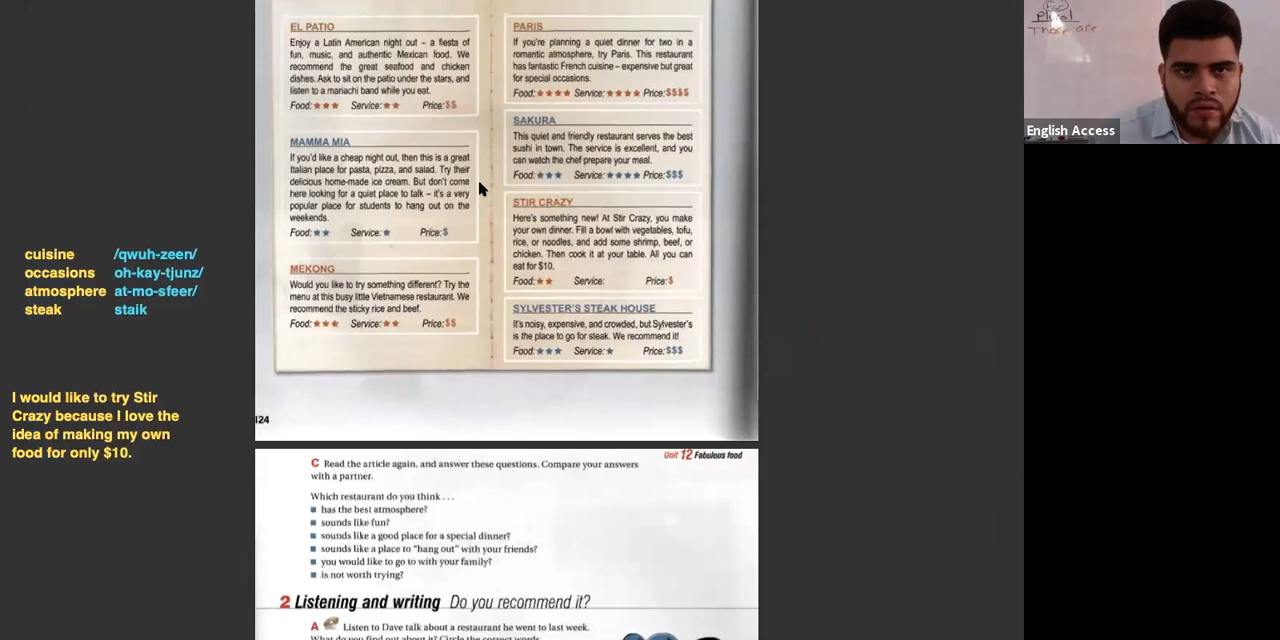 EL PATIO
Enjoy a Latin American night out – a fiesta of
fun, music, and authentic Mexican food. We
recommend the great seafood and chicken
dishes. Ask to sit on the patio under the stars, and
listen to a mariachi band while you eat.
Food: ★★★ Service: ★★ Price: $$
MAMMA MIA
If you'd like a cheap night out, then this is a great
Italian place for pasta, pizza, and salad. Try their
delicious home-made ice cream. But don't come
here looking for a quiet place to talk – it's a very
popular place for students to hang out on the
weekends.
Food: ★★ Service: ★ Price: $
MEKONG
Would you like to try something different? Try the
menu at this busy little Vietnamese restaurant. We
recommend the sticky rice and beef.
Food: ★★★ Service: ★★ Price: $$
PARIS
If you're planning a quiet dinner for two in a
romantic atmosphere, try Paris. This restaurant
has fantastic French cuisine – expensive but great
for special occasions.
Food: ★★★★ Service: ★★★★ Price: $$$$
SAKURA
This quiet and friendly restaurant serves the best
sushi in town. The service is excellent, and you
can watch the chef prepare your meal.
Food: ★★★ Service: ★★★★ Price: $$$
STIR CRAZY
Here's something new! At Stir Crazy, you make
your own dinner. Fill a bowl with vegetables, tofu,
rice, or noodles, and add some shrimp, beef, or
chicken. Then cook it at your table. All you can
eat for $10.
Food: ★★ Service: Price: $
SYLVESTER'S STEAK HOUSE
It's noisy, expensive, and crowded, but Sylvester's
is the place to go for steak. We recommend it!
Food: ★★★ Service: ★ Price: $$$
124
cuisine /qwuh-zeen/
occasions oh-kay-tjunz/
atmosphere at-mo-sfeer/
steak staik
I would like to try Stir
Crazy because I love the
idea of making my own
food for only $10.
Unit 12 Fabulous food
C Read the article again, and answer these questions. Compare your answers
with a partner.
Which restaurant do you think . . .
■ has the best atmosphere?
■ sounds like fun?
■ sounds like a good place for a special dinner?
■ sounds like a place to "hang out" with your friends?
■ you would like to go to with your family?
■ is not worth trying?
2 Listening and writing Do you recommend it?
A Listen to Dave talk about a restaurant he went to last week.
What do you find out about it? Circle the correct words.
Plural
Those are
English Access